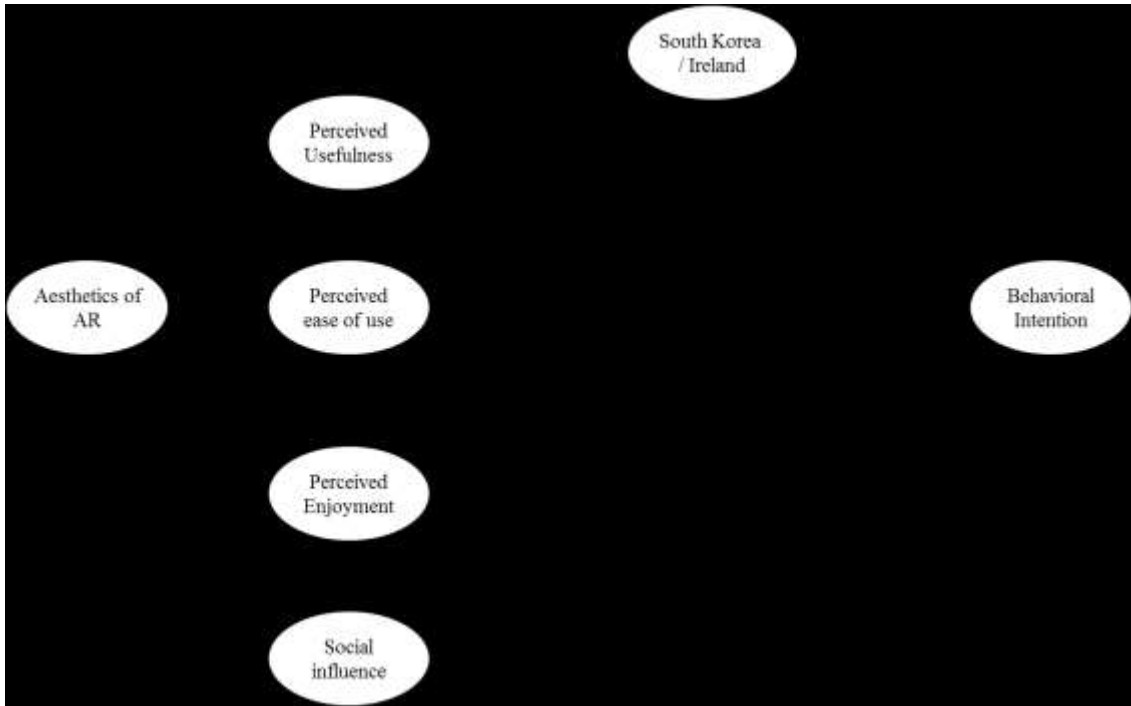 South Korea
/ Ireland
Perceived
Usefulness
Aesthetics of
AR
Perceived
ease of use
Behavioral
Intention
Perceived
Enjoyment
Social
influence